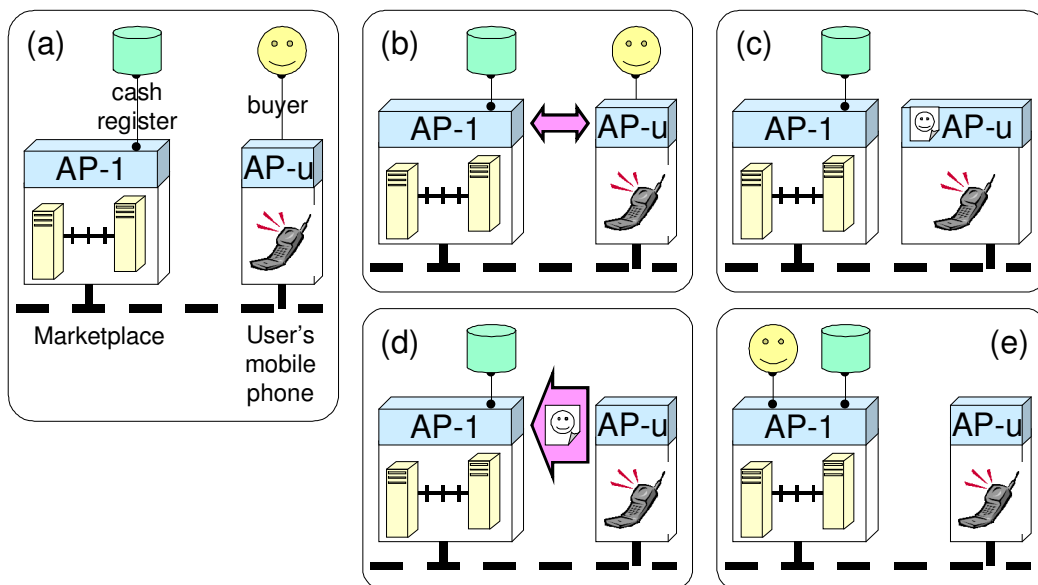 (a)
cash
register
buyer
AP-1
AP-u
Marketplace
User's
mobile
phone
(b)
AP-1
AP-u
(c)
AP-1
AP-u
(d)
AP-1
AP-u
(e)
AP-1
AP-u